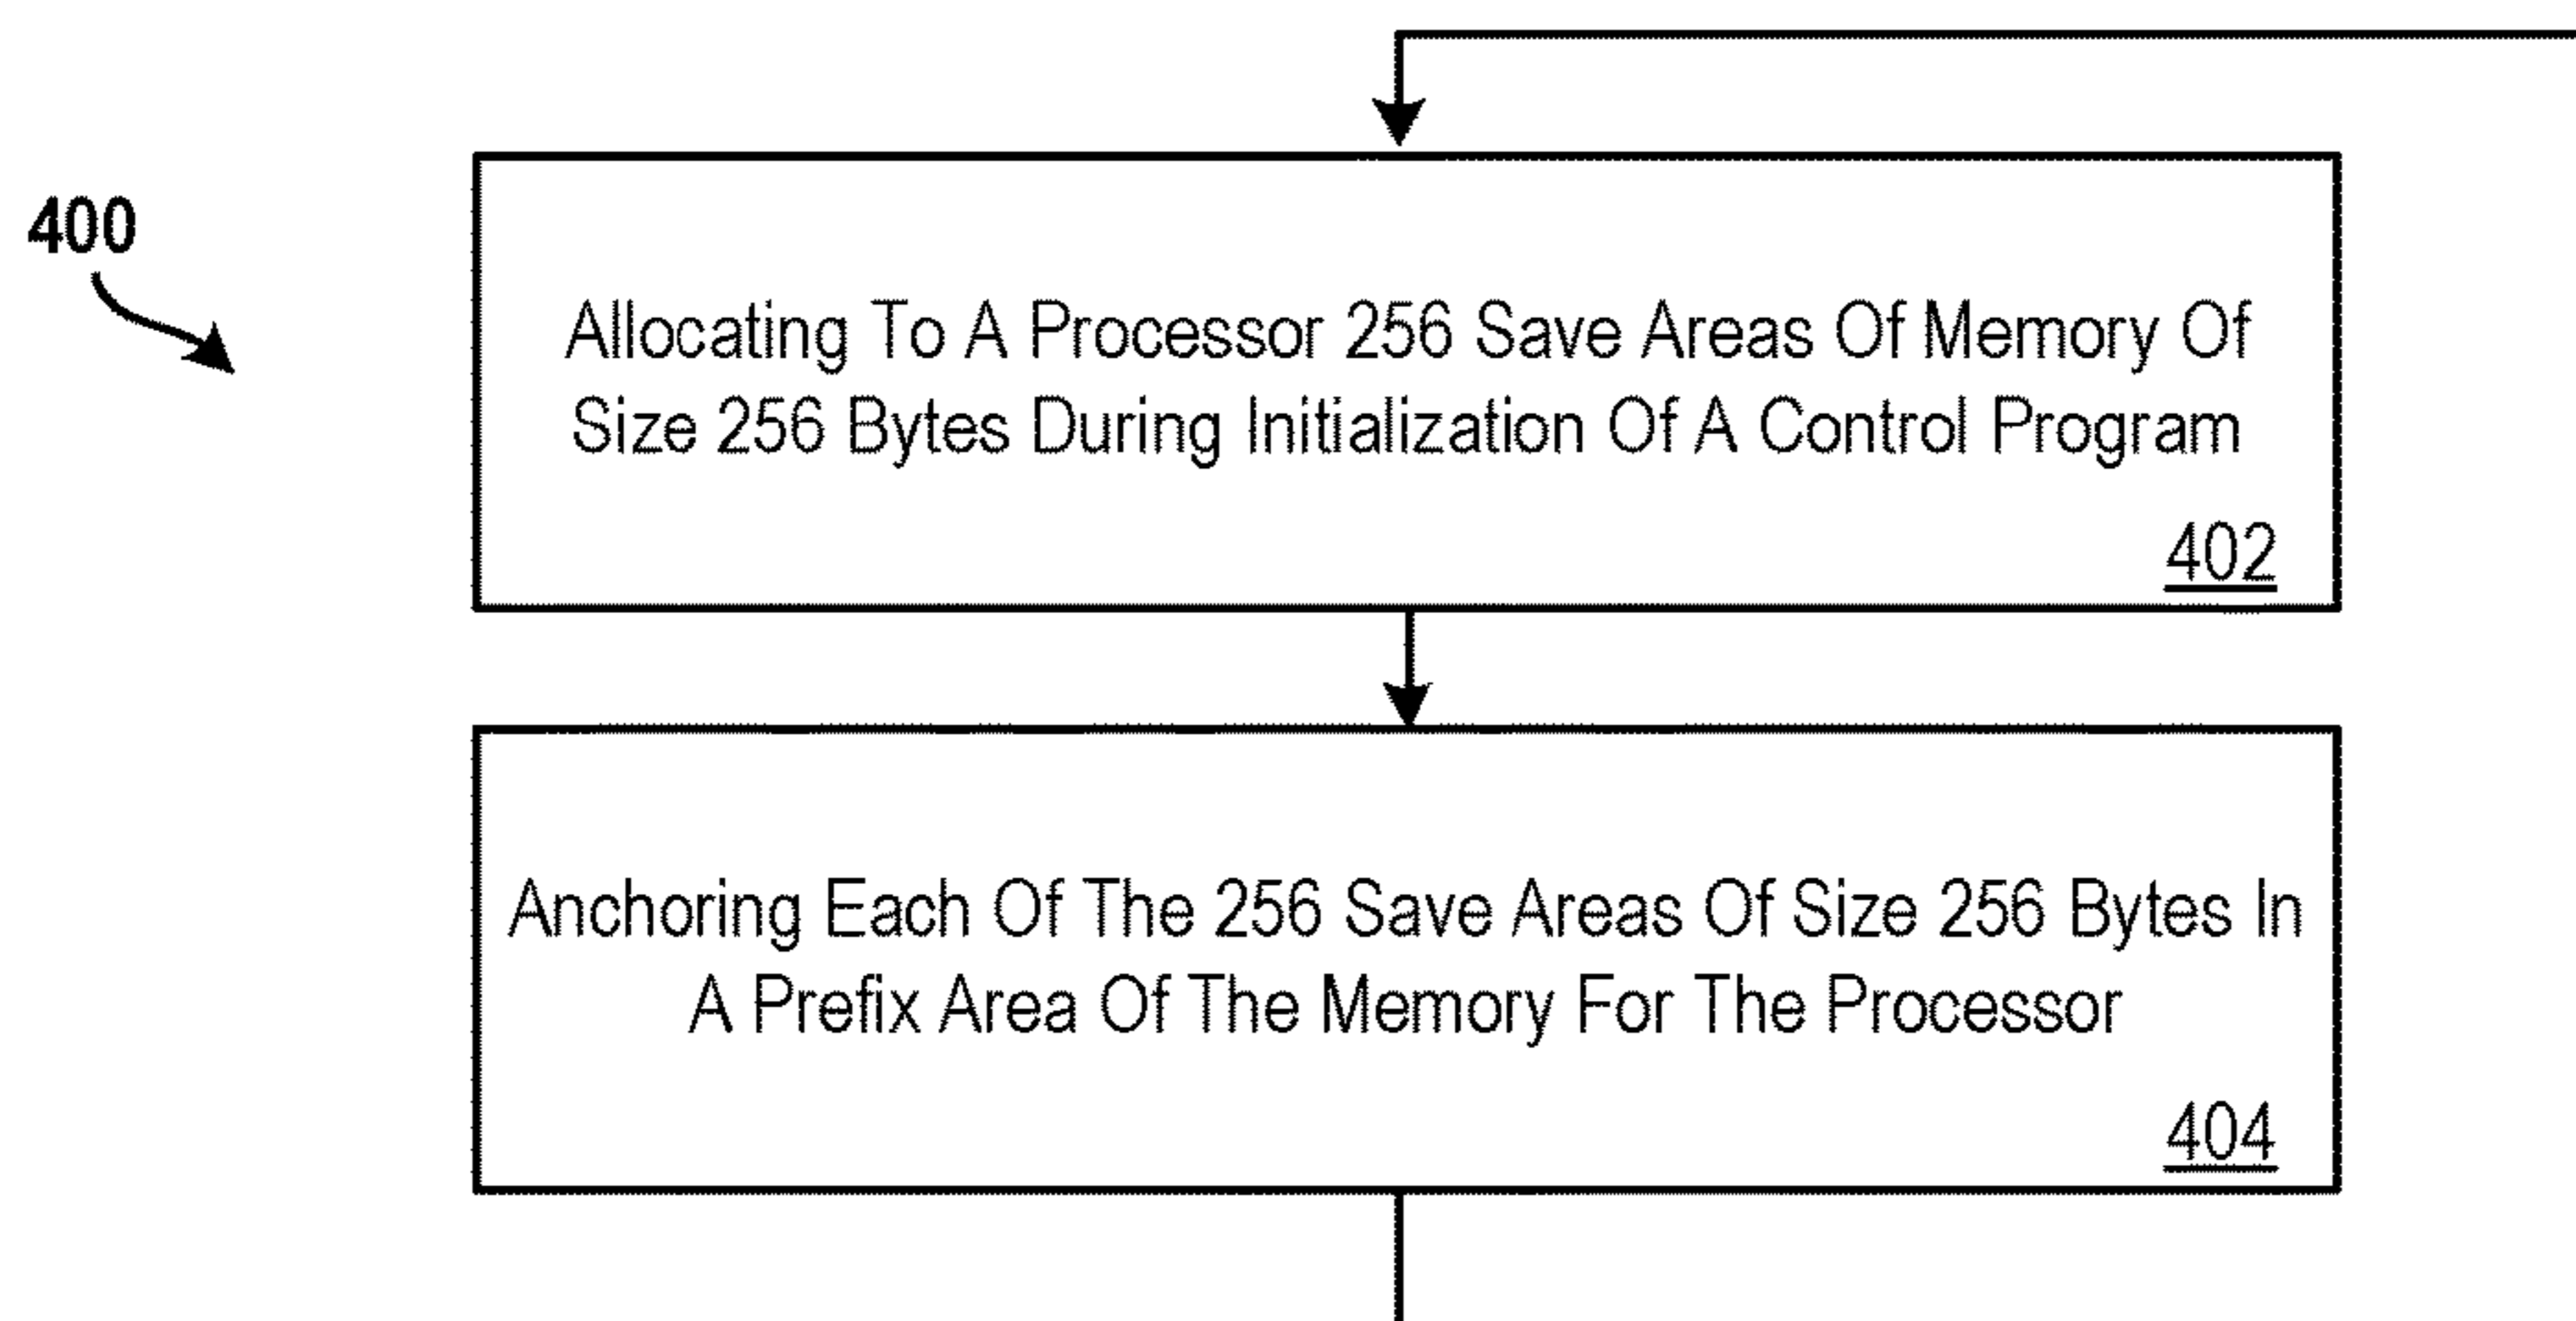 400
Allocating To A Processor 256 Save Areas Of Memory Of
Size 256 Bytes During Initialization Of A Control Program
402
Anchoring Each Of The 256 Save Areas Of Size 256 Bytes In
A Prefix Area Of The Memory For The Processor
404